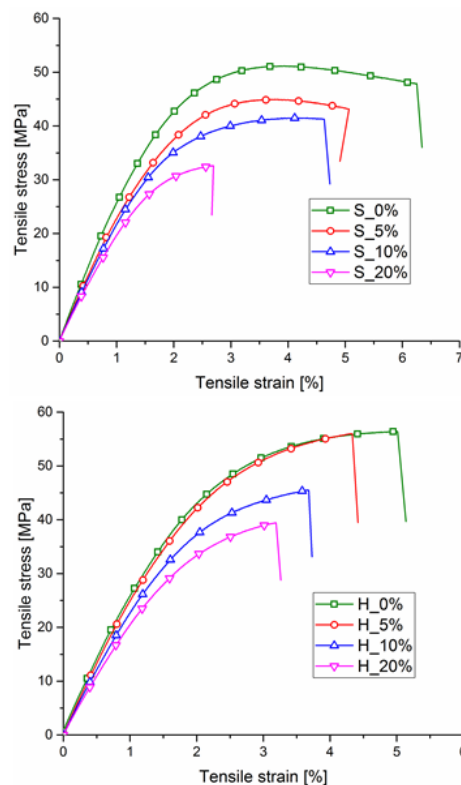 60
50
40
30
20
10
0
Tensile stress [MPa]
S_0%
S_5%
S_10%
S_20%
0 1 2 3 4 5 6 7
Tensile strain [%]
60
50
40
30
20
10
0
Tensile stress [MPa]
H_0%
H_5%
H_10%
H_20%
0 1 2 3 4 5 6
Tensile strain [%]